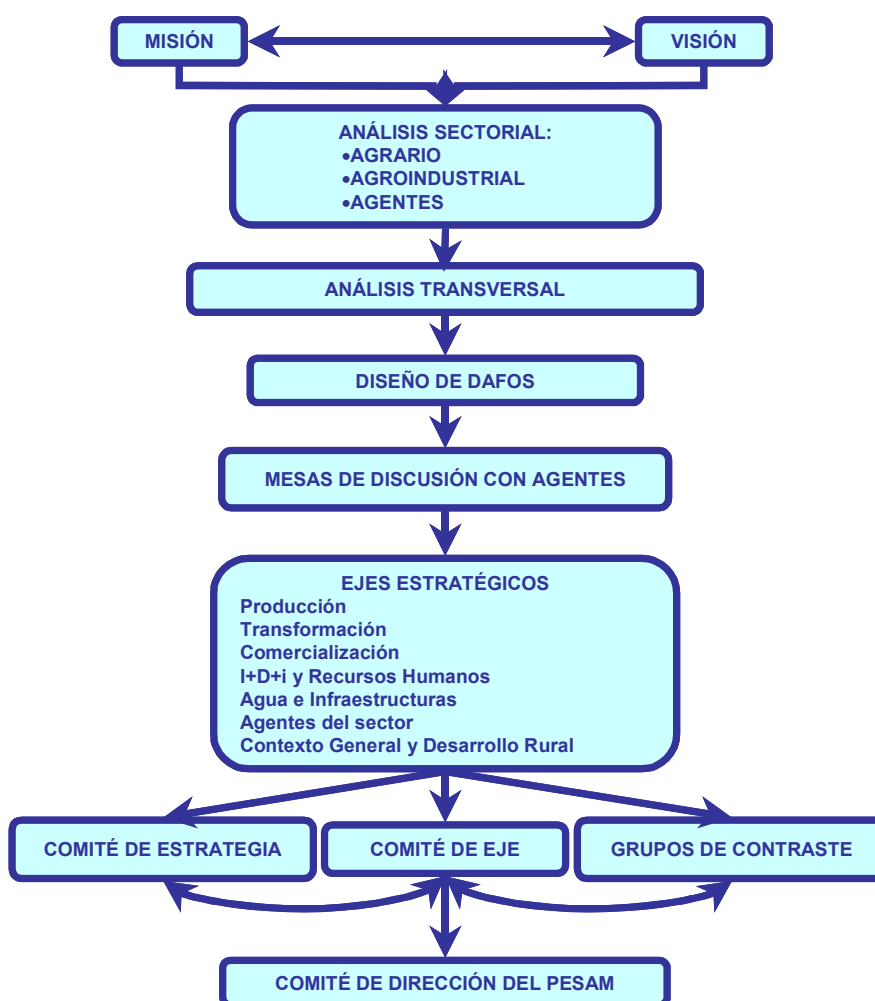 MISIÓN
VISIÓN
ANÁLISIS SECTORIAL:
•AGRARIO
•AGROINDUSTRIAL
•AGENTES
ANÁLISIS TRANSVERSAL
DISEÑO DE DAFOS
MESAS DE DISCUSIÓN CON AGENTES
EJES ESTRATÉGICOS
Producción
Transformación
Comercialización
I+D+i y Recursos Humanos
Agua e Infraestructuras
Agentes del sector
Contexto General y Desarrollo Rural
COMITÉ DE ESTRATEGIA
COMITÉ DE EJE
GRUPOS DE CONTRASTE
COMITÉ DE DIRECCIÓN DEL PESAM